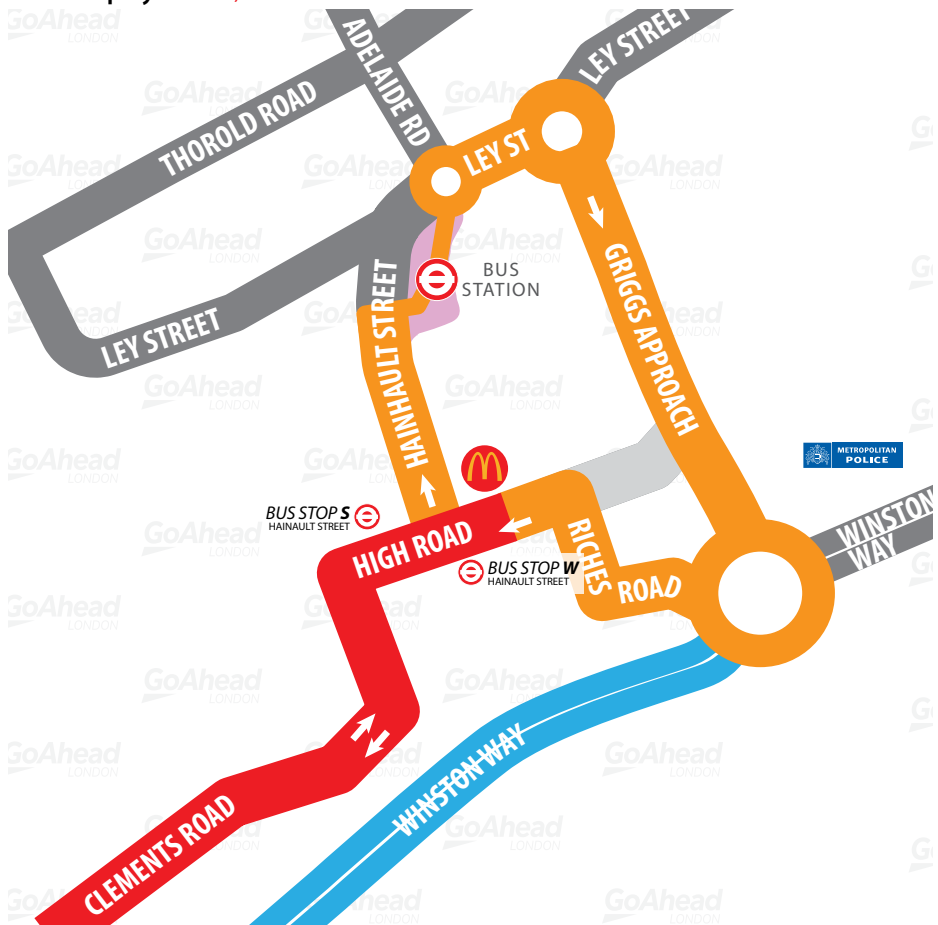 LEY STREET
ADELAIDE RD
THOROLD ROAD
LEY ST
GRIGGS APPROACH
BUS
STATION
HAINHAULT STREET
LEY STREET
METROPOLITAN
POLICE
BUS STOP S
HAINAULT STREET
HIGH ROAD
WINSTON
WAY
RICHES
ROAD
BUS STOP W
HAINAULT STREET
WINSTON WAY
CLEMENTS ROAD
GoAhead
LONDON